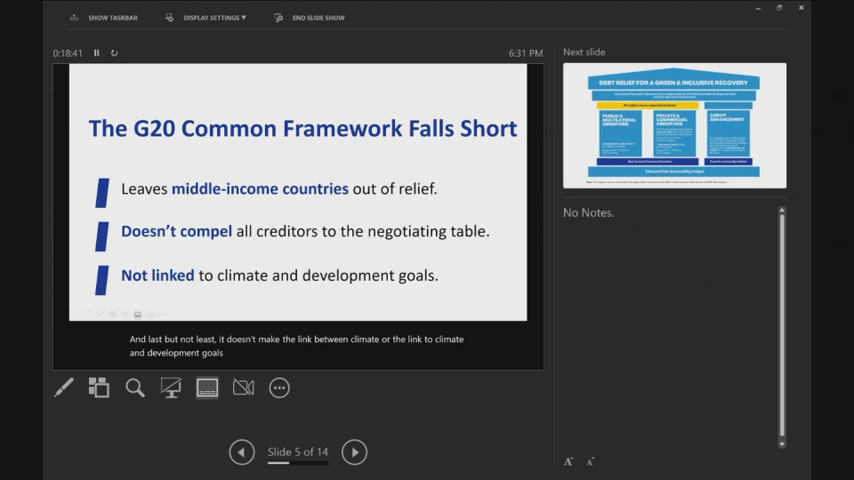 SHOW TASKBAR
DISPLAY SETTINGS ▾
END SLIDE SHOW
0:18:41
6:31 PM
The G20 Common Framework Falls Short
Leaves middle-income countries out of relief.
Doesn't compel all creditors to the negotiating table.
Not linked to climate and development goals.
And last but not least, it doesn't make the link between climate or the link to climate
and development goals
Slide 5 of 14
Next slide
DEBT RELIEF FOR A GREEN & INCLUSIVE RECOVERY
PUBLIC &
MULTILATERAL
CREDITORS
PRIVATE &
COMMERCIAL
CREDITORS
CREDIT
ENHANCEMENT
Enhanced Debt Sustainability Analyses
No Notes.
A
A